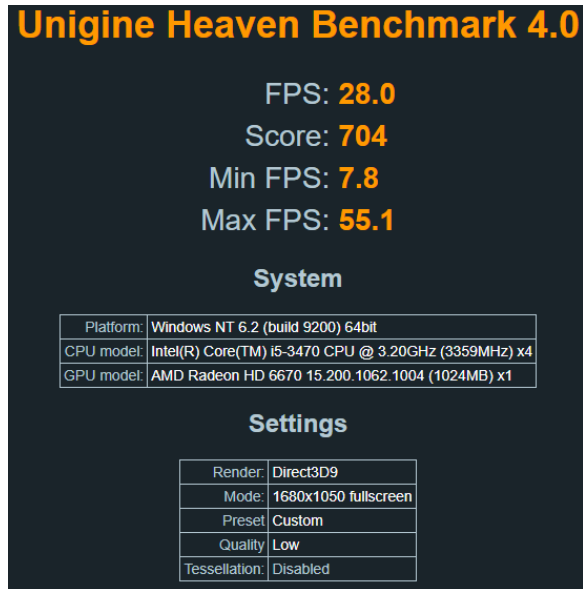 Unigine Heaven Benchmark 4.0
FPS: 28.0
Score: 704
Min FPS: 7.8
Max FPS: 55.1
System
Platform: Windows NT 6.2 (build 9200) 64bit
CPU model: Intel(R) Core(TM) i5-3470 CPU @ 3.20GHz (3359MHz) x4
GPU model: AMD Radeon HD 6670 15.200.1062.1004 (1024MB) x1
Settings
Render: Direct3D9
Mode: 1680x1050 fullscreen
Preset Custom
Quality Low
Tessellation: Disabled